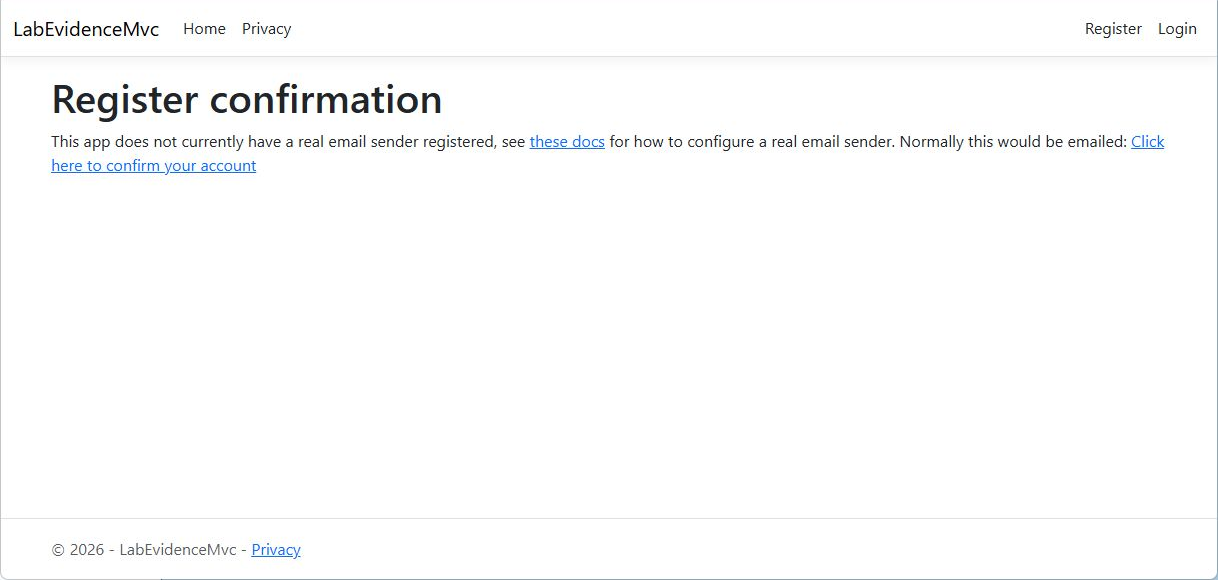 LabEvidenceMvc Home Privacy Register Login
Register confirmation
This app does not currently have a real email sender registered, see these docs for how to configure a real email sender. Normally this would be emailed: Click
here to confirm your account
© 2026 - LabEvidenceMvc - Privacy